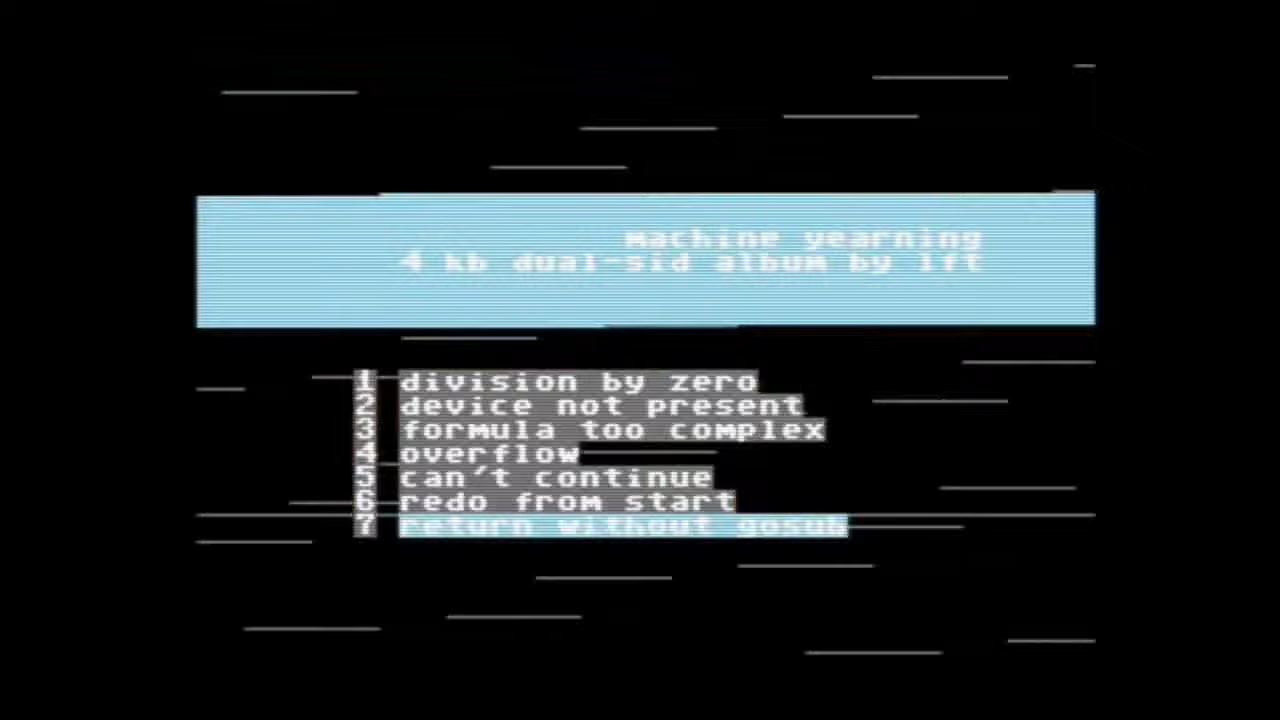 machine yearning
4 kb dual-sid album by lft
1 division by zero
2 device not present
3 formula too complex
4 overflow
5 can't continue
6 redo from start
7 return without gosub